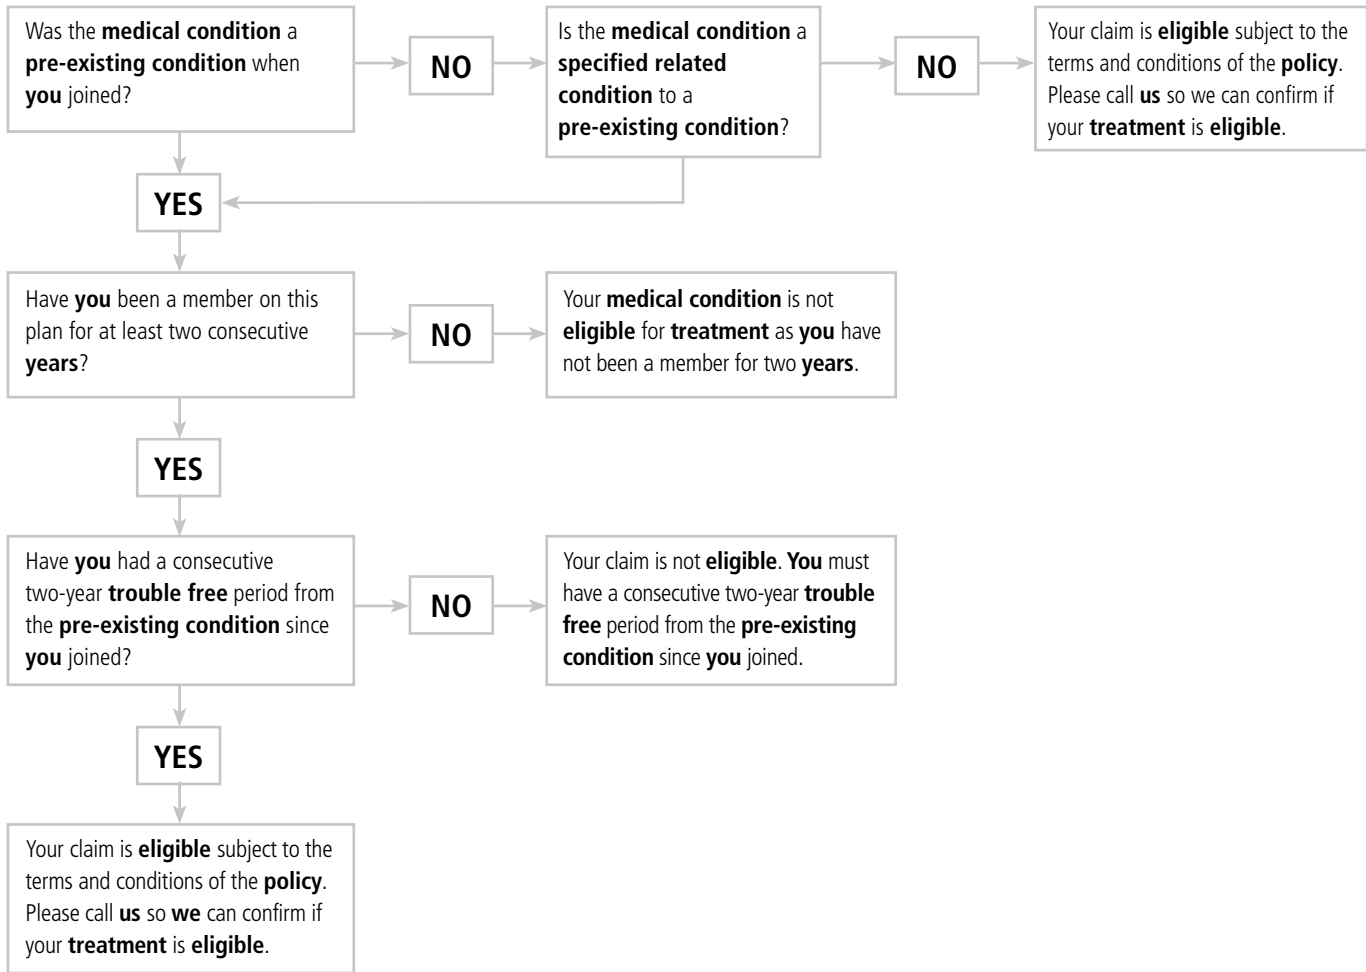 Was the medical condition a
pre-existing condition when
you joined?
NO
Is the medical condition a
specified related
condition to a
pre-existing condition?
NO
Your claim is eligible subject to the
terms and conditions of the policy.
Please call us so we can confirm if
your treatment is eligible.
YES
Have you been a member on this
plan for at least two consecutive
years?
NO
Your medical condition is not
eligible for treatment as you have
not been a member for two years.
YES
Have you had a consecutive
two-year trouble free period from
the pre-existing condition since
you joined?
NO
Your claim is not eligible. You must
have a consecutive two-year trouble
free period from the pre-existing
condition since you joined.
YES
Your claim is eligible subject to the
terms and conditions of the policy.
Please call us so we can confirm if
your treatment is eligible.